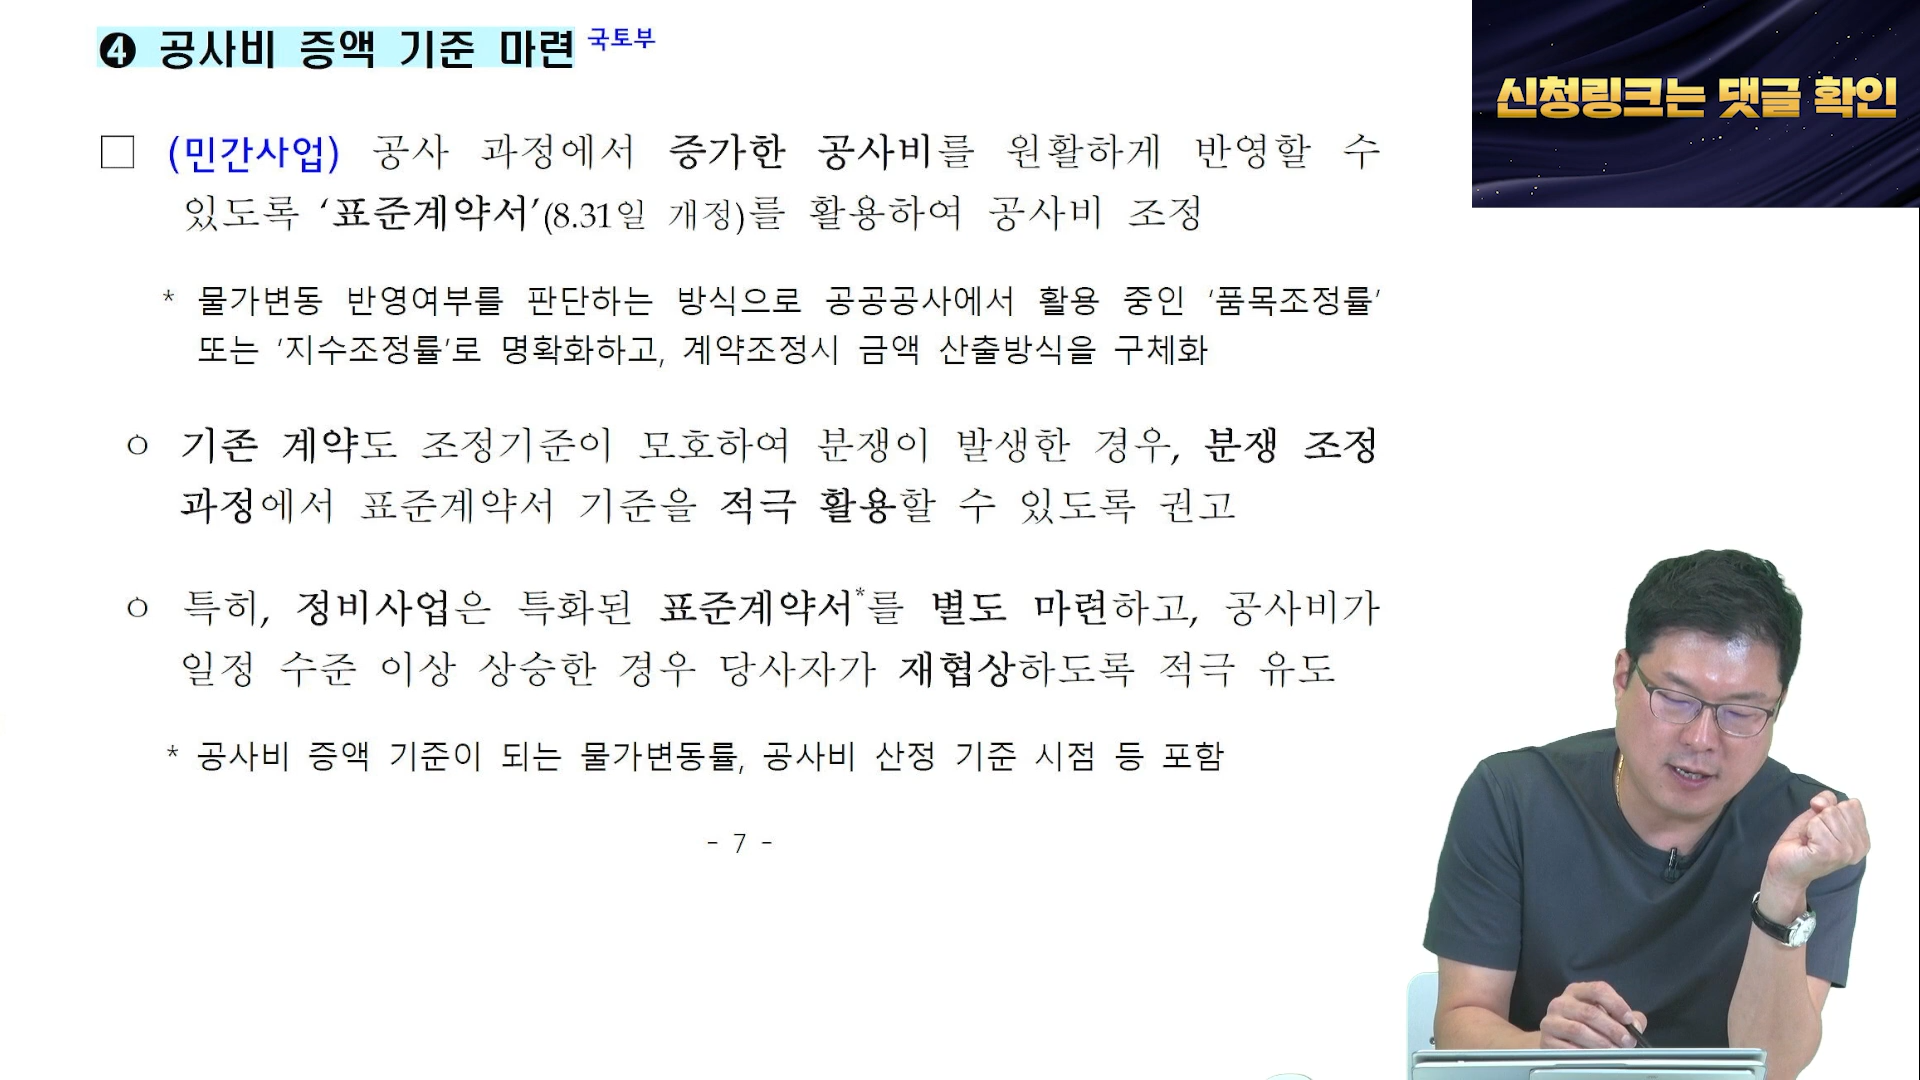 ❹ 공사비 증액 기준 마련 국토부
신청링크는 댓글 확인
□ (민간사업) 공사 과정에서 증가한 공사비를 원활하게 반영할 수
있도록 ‘표준계약서’(8.31일 개정)를 활용하여 공사비 조정
* 물가변동 반영여부를 판단하는 방식으로 공공공사에서 활용 중인 ‘품목조정률’
또는 ‘지수조정률’로 명확화하고, 계약조정시 금액 산출방식을 구체화
ㅇ 기존 계약도 조정기준이 모호하여 분쟁이 발생한 경우, 분쟁 조정
과정에서 표준계약서 기준을 적극 활용할 수 있도록 권고
ㅇ 특히, 정비사업은 특화된 표준계약서*를 별도 마련하고, 공사비가
일정 수준 이상 상승한 경우 당사자가 재협상하도록 적극 유도
* 공사비 증액 기준이 되는 물가변동률, 공사비 산정 기준 시점 등 포함
- 7 -